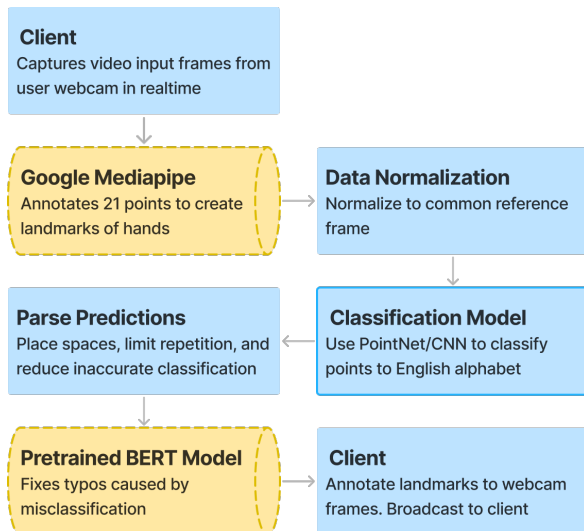 Client
Captures video input frames from
user webcam in realtime
Google Mediapipe
Annotates 21 points to create
landmarks of hands
Data Normalization
Normalize to common reference
frame
Parse Predictions
Place spaces, limit repetition, and
reduce inaccurate classification
Classification Model
Use PointNet/CNN to classify
points to English alphabet
Pretrained BERT Model
Fixes typos caused by
misclassification
Client
Annotate landmarks to webcam
frames. Broadcast to client